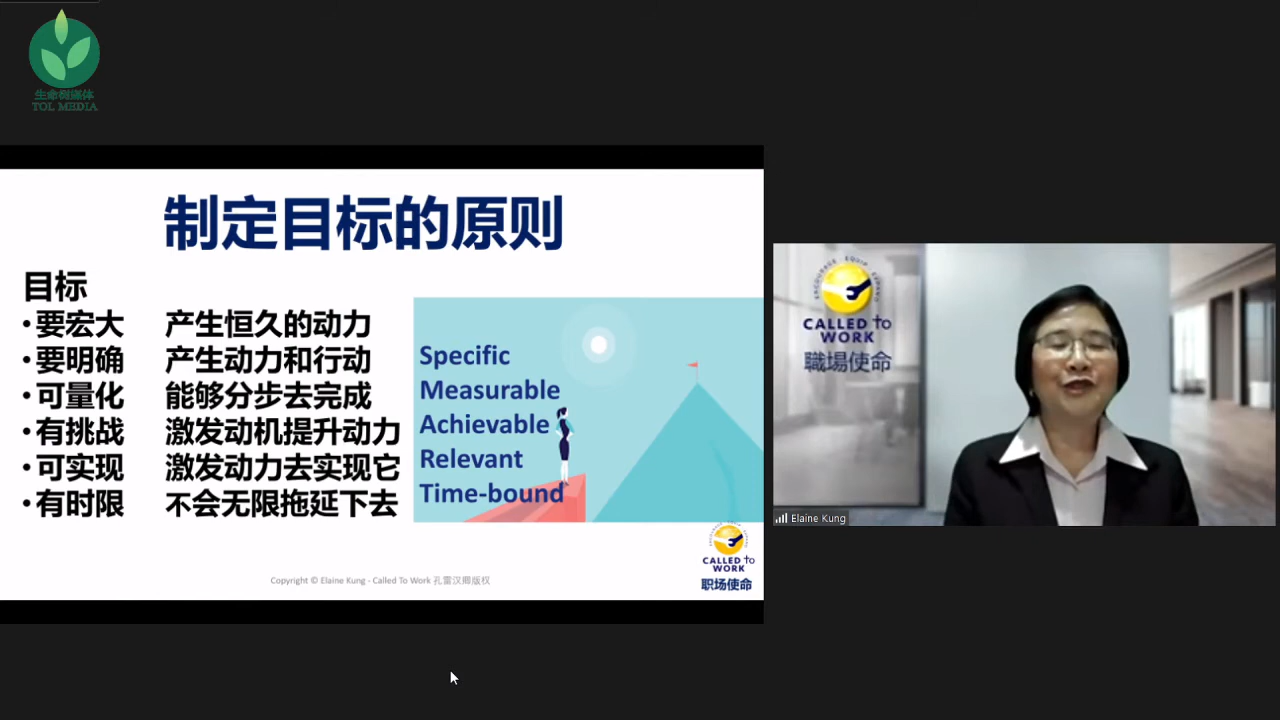 生命树媒体
TOL MEDIA
制定目标的原则
目标
•要宏大 产生恒久的动力
•要明确 产生动力和行动
•可量化 能够分步去完成
•有挑战 激发动机提升动力
•可实现 激发动力去实现它
•有时限 不会无限拖延下去
Specific
Measurable
Achievable
Relevant
Time-bound
CALLED to
WORK
职场使命
Copyright © Elaine Kung - Called To Work 孔雷汉卿版权
ENCOURAGE · EQUIP · EXPAND
CALLED to
WORK
職場使命
Elaine Kung